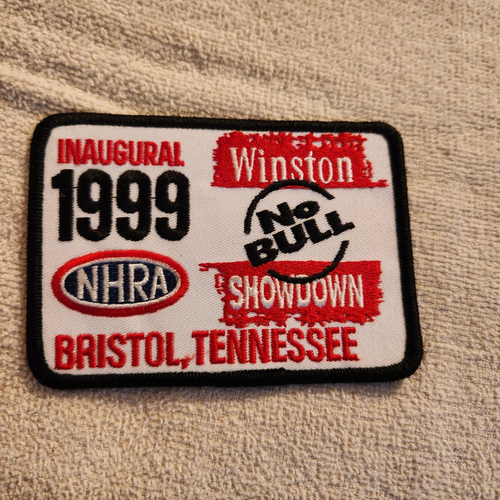 INAUGURAL
1999
NHRA
Winston
No
BULL
SHOWDOWN
BRISTOL, TENNESSEE